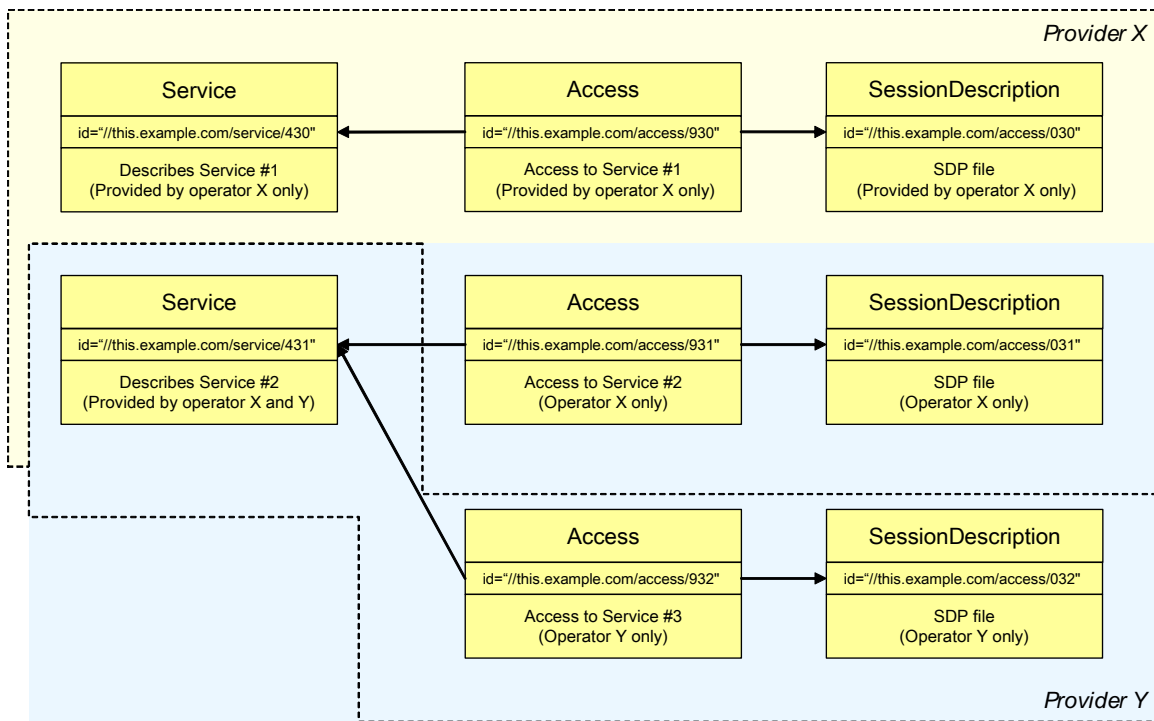 Provider X
Service
id=“//this.example.com/service/430"
Describes Service #1
(Provided by operator X only)
Access
id=“//this.example.com/access/930"
Access to Service #1
(Provided by operator X only)
SessionDescription
id=“//this.example.com/access/030"
SDP file
(Provided by operator X only)
Service
id=“//this.example.com/service/431"
Describes Service #2
(Provided by operator X and Y)
Access
id=“//this.example.com/access/931"
Access to Service #2
(Operator X only)
SessionDescription
id=“//this.example.com/access/031"
SDP file
(Operator X only)
Access
id=“//this.example.com/access/932"
Access to Service #3
(Operator Y only)
SessionDescription
id=“//this.example.com/access/032"
SDP file
(Operator Y only)
Provider Y